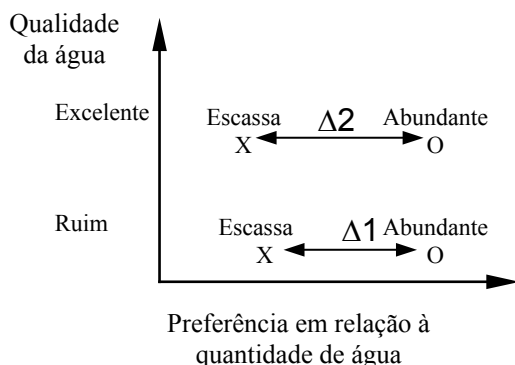 Qualidade
da água
Excelente
Escassa
Δ2
Abundante
X
O
Ruim
Escassa
Δ1
Abundante
X
O
Preferência em relação à
quantidade de água